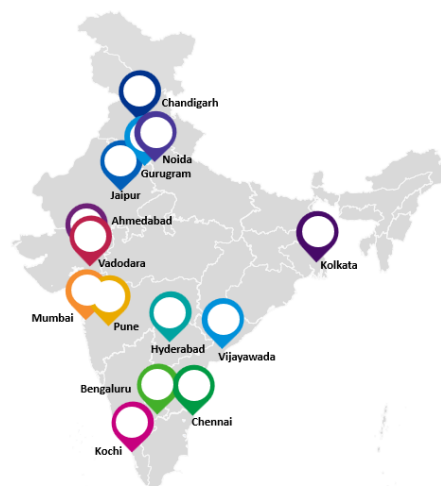 Chandigarh
Noida
Gurugram
Jaipur
Ahmedabad
Kolkata
Vadodara
Mumbai
Pune
Hyderabad
Vijayawada
Bengaluru
Chennai
Kochi